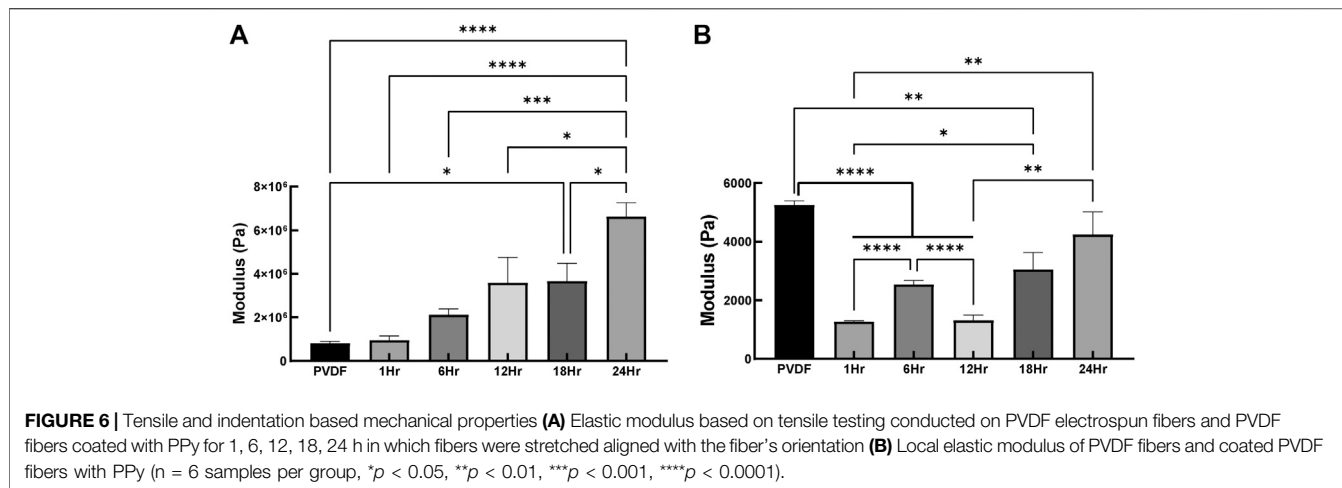 A
****
****
***
*
*
*
8×10⁶
6×10⁶
4×10⁶
2×10⁶
0
Modulus (Pa)
PVDF 1Hr 6Hr 12Hr 18Hr 24Hr
B
**
**
*
****
**
****
****
6000
4000
2000
0
Modulus (Pa)
PVDF 1Hr 6Hr 12Hr 18Hr 24Hr
FIGURE 6 | Tensile and indentation based mechanical properties (A) Elastic modulus based on tensile testing conducted on PVDF electrospun fibers and PVDF
fibers coated with PPy for 1, 6, 12, 18, 24 h in which fibers were stretched aligned with the fiber's orientation (B) Local elastic modulus of PVDF fibers and coated PVDF
fibers with PPy (n = 6 samples per group, *p < 0.05, **p < 0.01, ***p < 0.001, ****p < 0.0001).